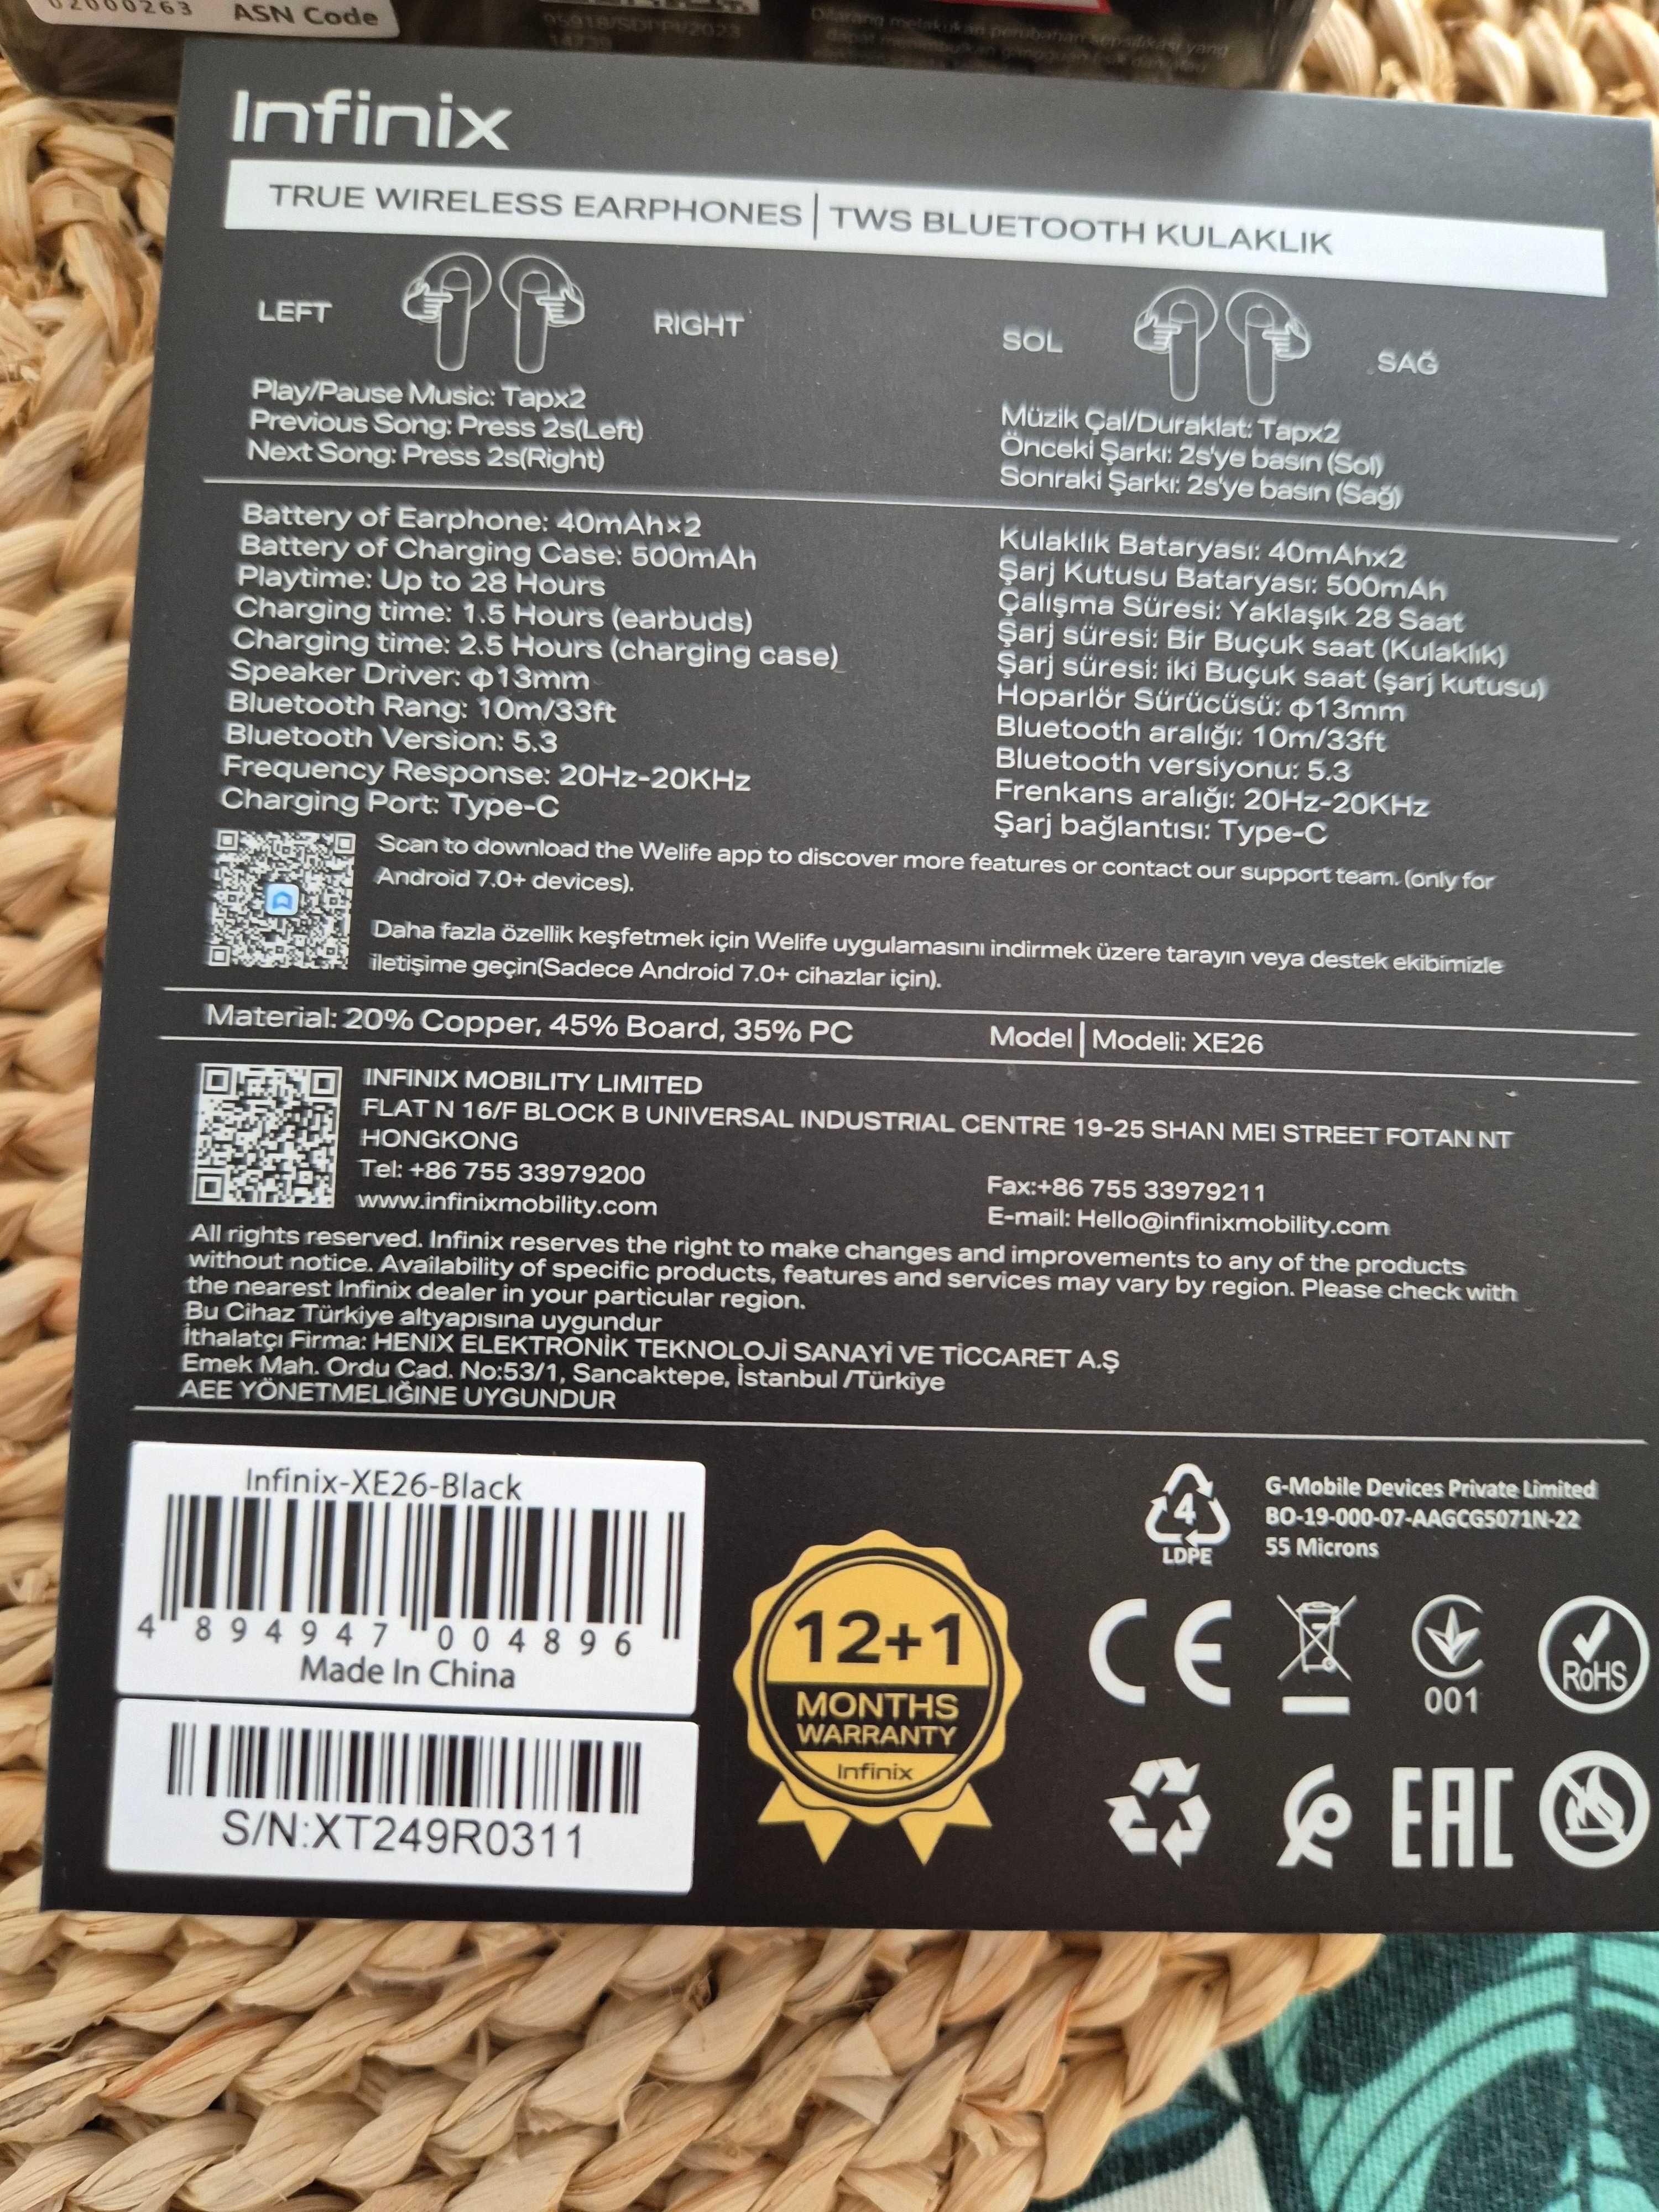 02000263 ASN Code
Dilarang melakukan perubahan spesifikasi yang
Infinix
TRUE WIRELESS EARPHONES | TWS BLUETOOTH KULAKLIK
LEFT RIGHT
Play/Pause Music: Tapx2
Previous Song: Press 2s(Left)
Next Song: Press 2s(Right)
SOL SAĞ
Müzik Çal/Duraklat: Tapx2
Önceki Şarkı: 2s'ye basın (Sol)
Sonraki Şarkı: 2s'ye basın (Sağ)
Battery of Earphone: 40mAh×2
Battery of Charging Case: 500mAh
Playtime: Up to 28 Hours
Charging time: 1.5 Hours (earbuds)
Charging time: 2.5 Hours (charging case)
Speaker Driver: φ13mm
Bluetooth Rang: 10m/33ft
Bluetooth Version: 5.3
Frequency Response: 20Hz-20KHz
Charging Port: Type-C
Kulaklık Bataryası: 40mAhx2
Şarj Kutusu Bataryası: 500mAh
Çalışma Süresi: Yaklaşık 28 Saat
Şarj süresi: Bir Buçuk saat (Kulaklık)
Şarj süresi: iki Buçuk saat (şarj kutusu)
Hoparlör Sürücüsü: φ13mm
Bluetooth aralığı: 10m/33ft
Bluetooth versiyonu: 5.3
Frenkans aralığı: 20Hz-20KHz
Şarj bağlantısı: Type-C
Scan to download the Welife app to discover more features or contact our support team. (only for
Android 7.0+ devices).
Daha fazla özellik keşfetmek için Welife uygulamasını indirmek üzere tarayın veya destek ekibimizle
iletişime geçin(Sadece Android 7.0+ cihazlar için).
Material: 20% Copper, 45% Board, 35% PC
Model | Modeli: XE26
INFINIX MOBILITY LIMITED
FLAT N 16/F BLOCK B UNIVERSAL INDUSTRIAL CENTRE 19-25 SHAN MEI STREET FOTAN NT
HONGKONG
Tel: +86 755 33979200
Fax:+86 755 33979211
www.infinixmobility.com
E-mail: Hello@infinixmobility.com
All rights reserved. Infinix reserves the right to make changes and improvements to any of the products
without notice. Availability of specific products, features and services may vary by region. Please check with
the nearest Infinix dealer in your particular region.
Bu Cihaz Türkiye altyapısına uygundur
İthalatçı Firma: HENIX ELEKTRONİK TEKNOLOJİ SANAYİ VE TİCCARET A.Ş
Emek Mah. Ordu Cad. No:53/1, Sancaktepe, İstanbul /Türkiye
AEE YÖNETMELİĞINE UYGUNDUR
Infinix-XE26-Black
4 894947 004896
Made In China
S/N:XT249R0311
12+1
MONTHS
WARRANTY
Infinix
4
LDPE
G-Mobile Devices Private Limited
BO-19-000-07-AAGCG5071N-22
55 Microns
CE
001
RoHS
EAC